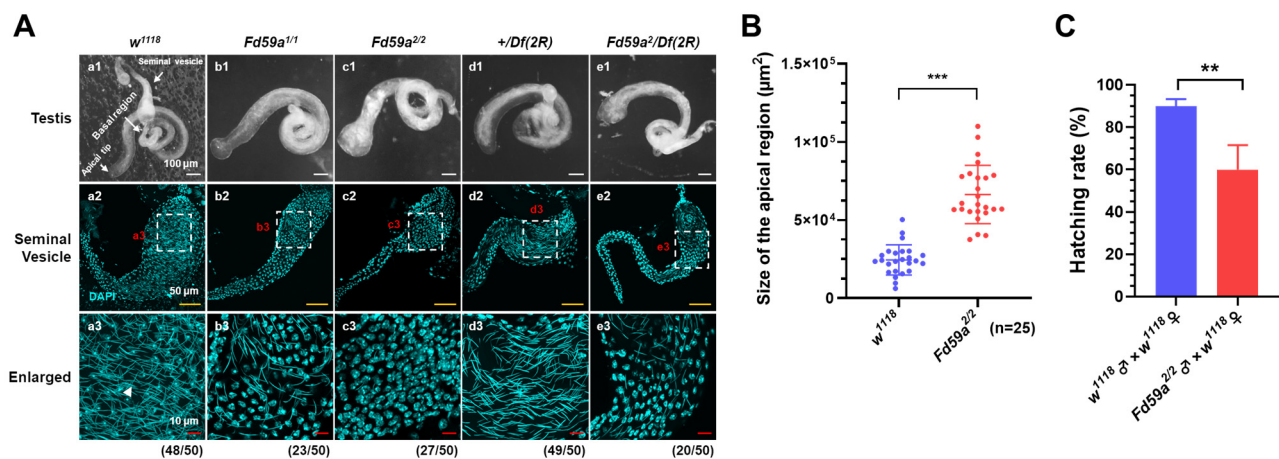 A
w¹¹¹⁸ Fd59a¹/¹ Fd59a²/² +/Df(2R) Fd59a²/Df(2R)
Testis
a1 b1 c1 d1 e1
Seminal vesicle
Basal region
Apical tip
100 μm
Seminal Vesicle
a2 b2 c2 d2 e2
a3 b3 c3 d3 e3
DAPI
50 μm
Enlarged
a3 b3 c3 d3 e3
10 μm
(48/50) (23/50) (27/50) (49/50) (20/50)
B
Size of the apical region (μm²)
1.5×10⁵
1×10⁵
5×10⁴
0
***
w¹¹¹⁸
Fd59a²/²
(n=25)
C
Hatching rate (%)
100
80
60
40
20
0
**
w¹¹¹⁸ ♂ × w¹¹¹⁸ ♀
Fd59a²/² ♂ × w¹¹¹⁸ ♀